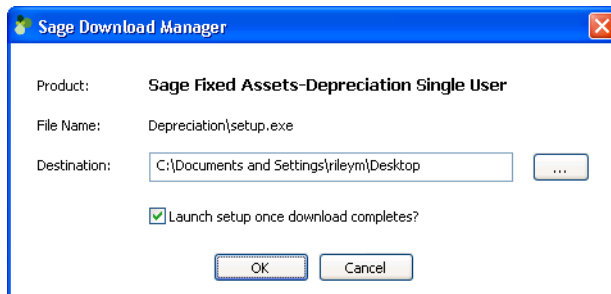 Sage Download Manager
Product: Sage Fixed Assets-Depreciation Single User
File Name: Depreciation\setup.exe
Destination: C:\Documents and Settings\rileym\Desktop ...
Launch setup once download completes?
OK Cancel